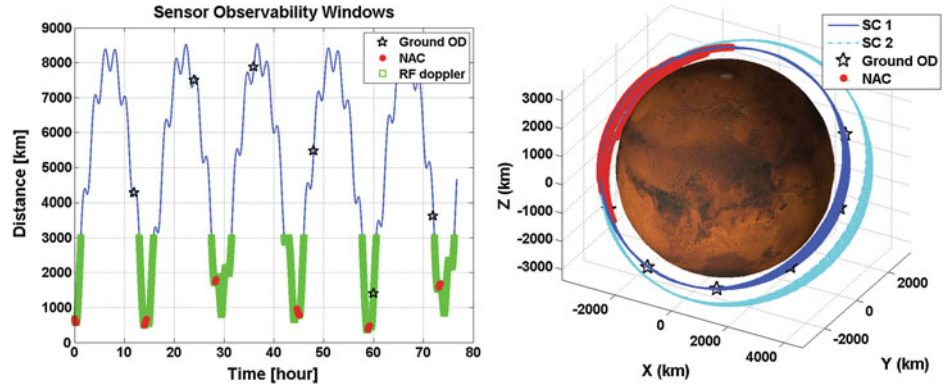 Sensor Observability Windows
Distance [km]
9000
8000
7000
6000
5000
4000
3000
2000
1000
0
0 10 20 30 40 50 60 70 80
Time [hour]
Ground OD
NAC
RF doppler
SC 1
SC 2
Ground OD
NAC
Z (km)
3000
2000
1000
0
-1000
-2000
-3000
-2000 0 2000 4000
X (km)
-2000 0 2000
Y (km)